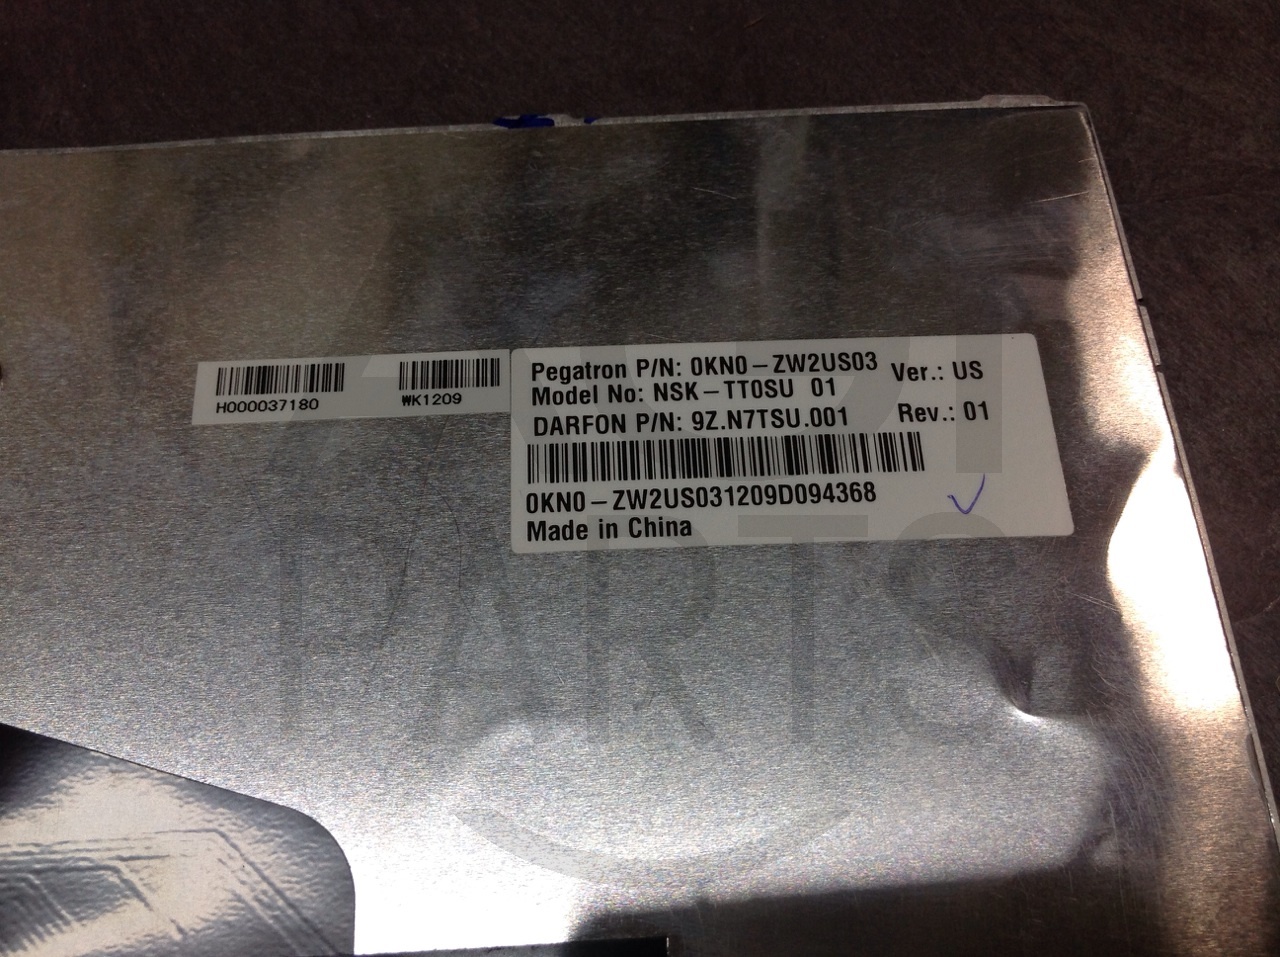 H000037180
WK1209
Pegatron P/N: 0KN0-ZW2US03 Ver.: US
Model No: NSK-TT0SU 01
DARFON P/N: 9Z.N7TSU.001 Rev.: 01
0KN0-ZW2US031209D094368
Made in China
PARTS